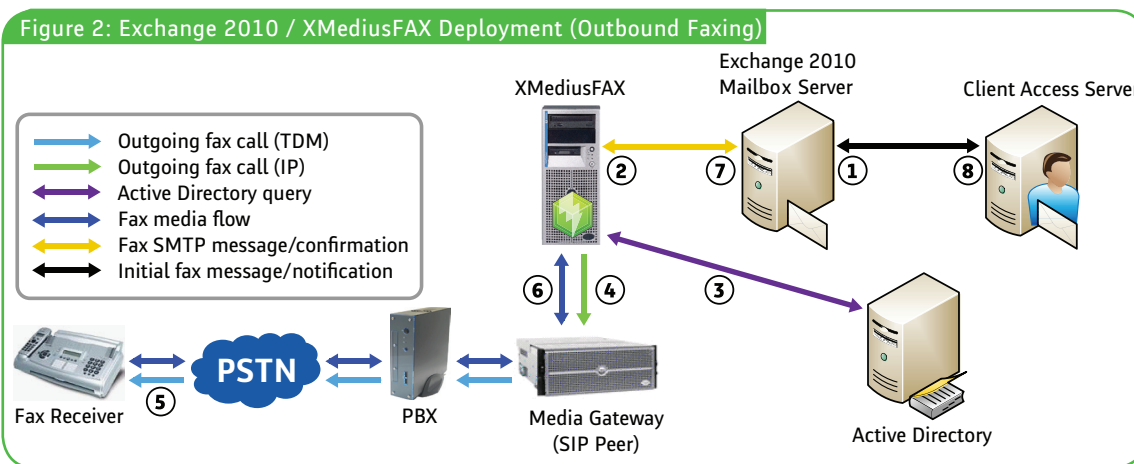 Figure 2: Exchange 2010 / XMediusFAX Deployment (Outbound Faxing)
Outgoing fax call (TDM)
Outgoing fax call (IP)
Active Directory query
Fax media flow
Fax SMTP message/confirmation
Initial fax message/notification
XMediusFAX
Exchange 2010
Mailbox Server
Client Access Server
2
7
1
8
6
4
3
5
PSTN
Fax Receiver
PBX
Media Gateway
(SIP Peer)
Active Directory